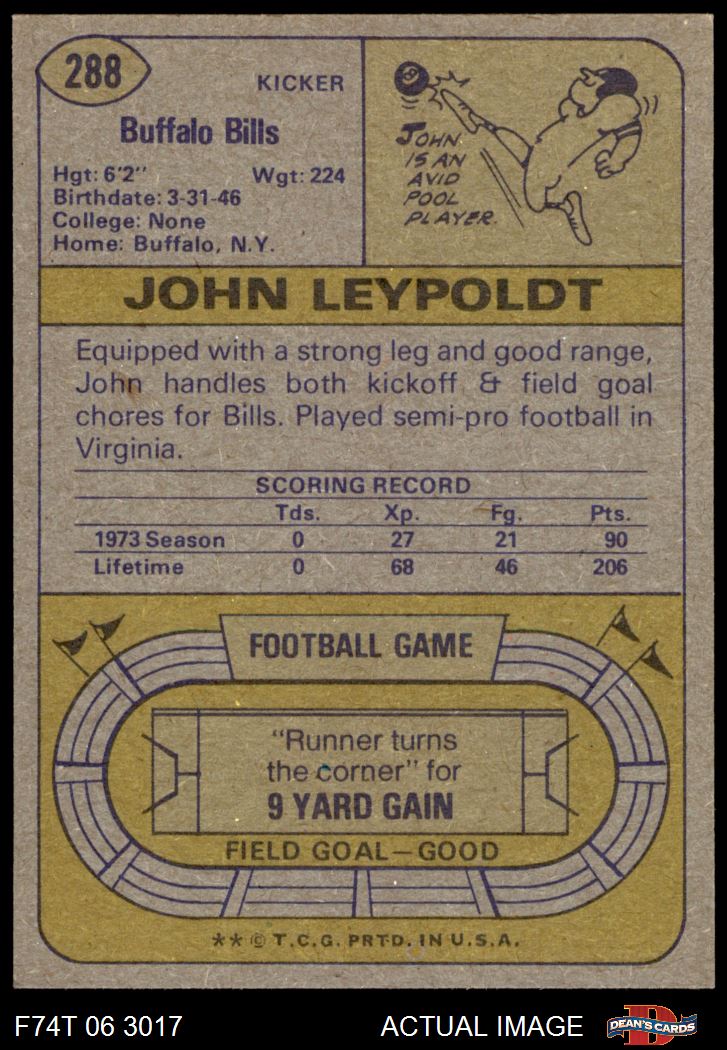 288
KICKER
Buffalo Bills
Hgt: 6'2" Wgt: 224
Birthdate: 3-31-46
College: None
Home: Buffalo, N.Y.
8
JOHN
IS AN
AVID
POOL
PLAYER.
JOHN LEYPOLDT
Equipped with a strong leg and good range,
John handles both kickoff & field goal
chores for Bills. Played semi-pro football in
Virginia.
SCORING RECORD
Tds. Xp. Fg. Pts.
1973 Season 0 27 21 90
Lifetime 0 68 46 206
FOOTBALL GAME
"Runner turns
the corner" for
9 YARD GAIN
FIELD GOAL—GOOD
** © T.C.G. PRTD. IN U.S.A.
F74T 06 3017 ACTUAL IMAGE
D
DEAN'S CARDS